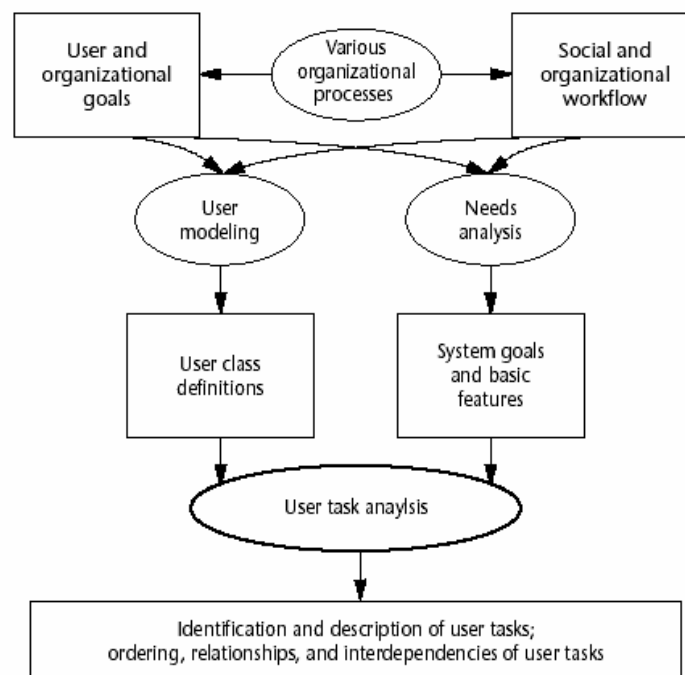 User and
organizational
goals
Various
organizational
processes
Social and
organizational
workflow
User
modeling
Needs
analysis
User class
definitions
System goals
and basic
features
User task anaylsis
Identification and description of user tasks;
ordering, relationships, and interdependencies of user tasks